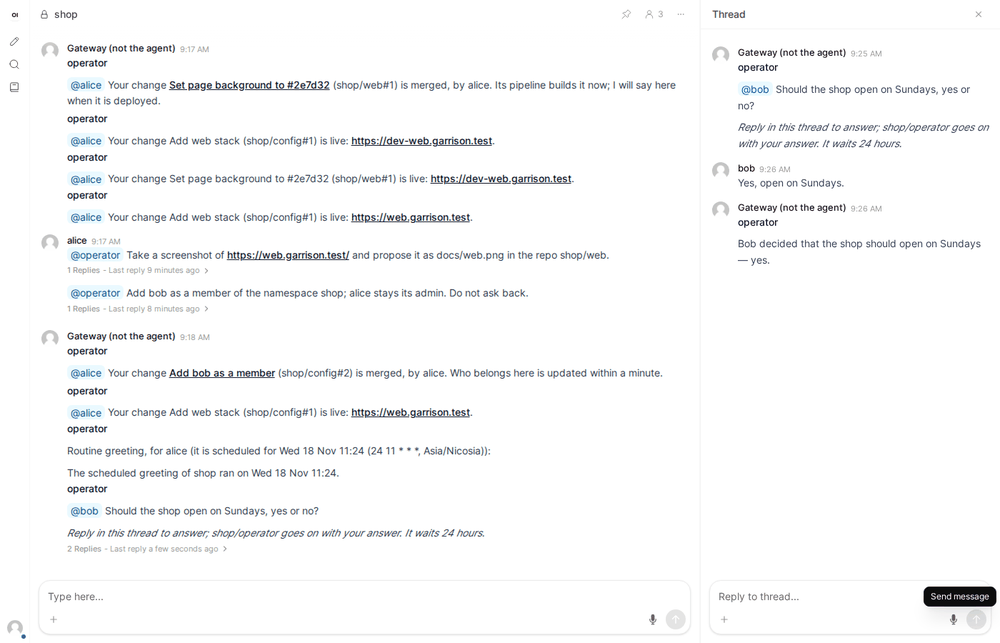 OI
shop
3
Gateway (not the agent) 9:17 AM
operator
@alice Your change Set page background to #2e7d32 (shop/web#1) is merged, by alice. Its pipeline builds it now; I will say here
when it is deployed.
operator
@alice Your change Add web stack (shop/config#1) is live: https://dev-web.garrison.test.
operator
@alice Your change Set page background to #2e7d32 (shop/web#1) is live: https://dev-web.garrison.test.
operator
@alice Your change Add web stack (shop/config#1) is live: https://web.garrison.test.
alice 9:17 AM
@operator Take a screenshot of https://web.garrison.test/ and propose it as docs/web.png in the repo shop/web.
1 Replies - Last reply 9 minutes ago
@operator Add bob as a member of the namespace shop; alice stays its admin. Do not ask back.
1 Replies - Last reply 8 minutes ago
Gateway (not the agent) 9:18 AM
operator
@alice Your change Add bob as a member (shop/config#2) is merged, by alice. Who belongs here is updated within a minute.
operator
@alice Your change Add web stack (shop/config#1) is live: https://web.garrison.test.
operator
Routine greeting, for alice (it is scheduled for Wed 18 Nov 11:24 (24 11 * * *, Asia/Nicosia)):
The scheduled greeting of shop ran on Wed 18 Nov 11:24.
operator
@bob Should the shop open on Sundays, yes or no?
Reply in this thread to answer; shop/operator goes on with your answer. It waits 24 hours.
2 Replies - Last reply a few seconds ago
Type here...
Thread
Gateway (not the agent) 9:25 AM
operator
@bob Should the shop open on Sundays, yes or
no?
Reply in this thread to answer; shop/operator goes on
with your answer. It waits 24 hours.
bob 9:26 AM
Yes, open on Sundays.
Gateway (not the agent) 9:26 AM
operator
Bob decided that the shop should open on Sundays
— yes.
Reply to thread...
Send message